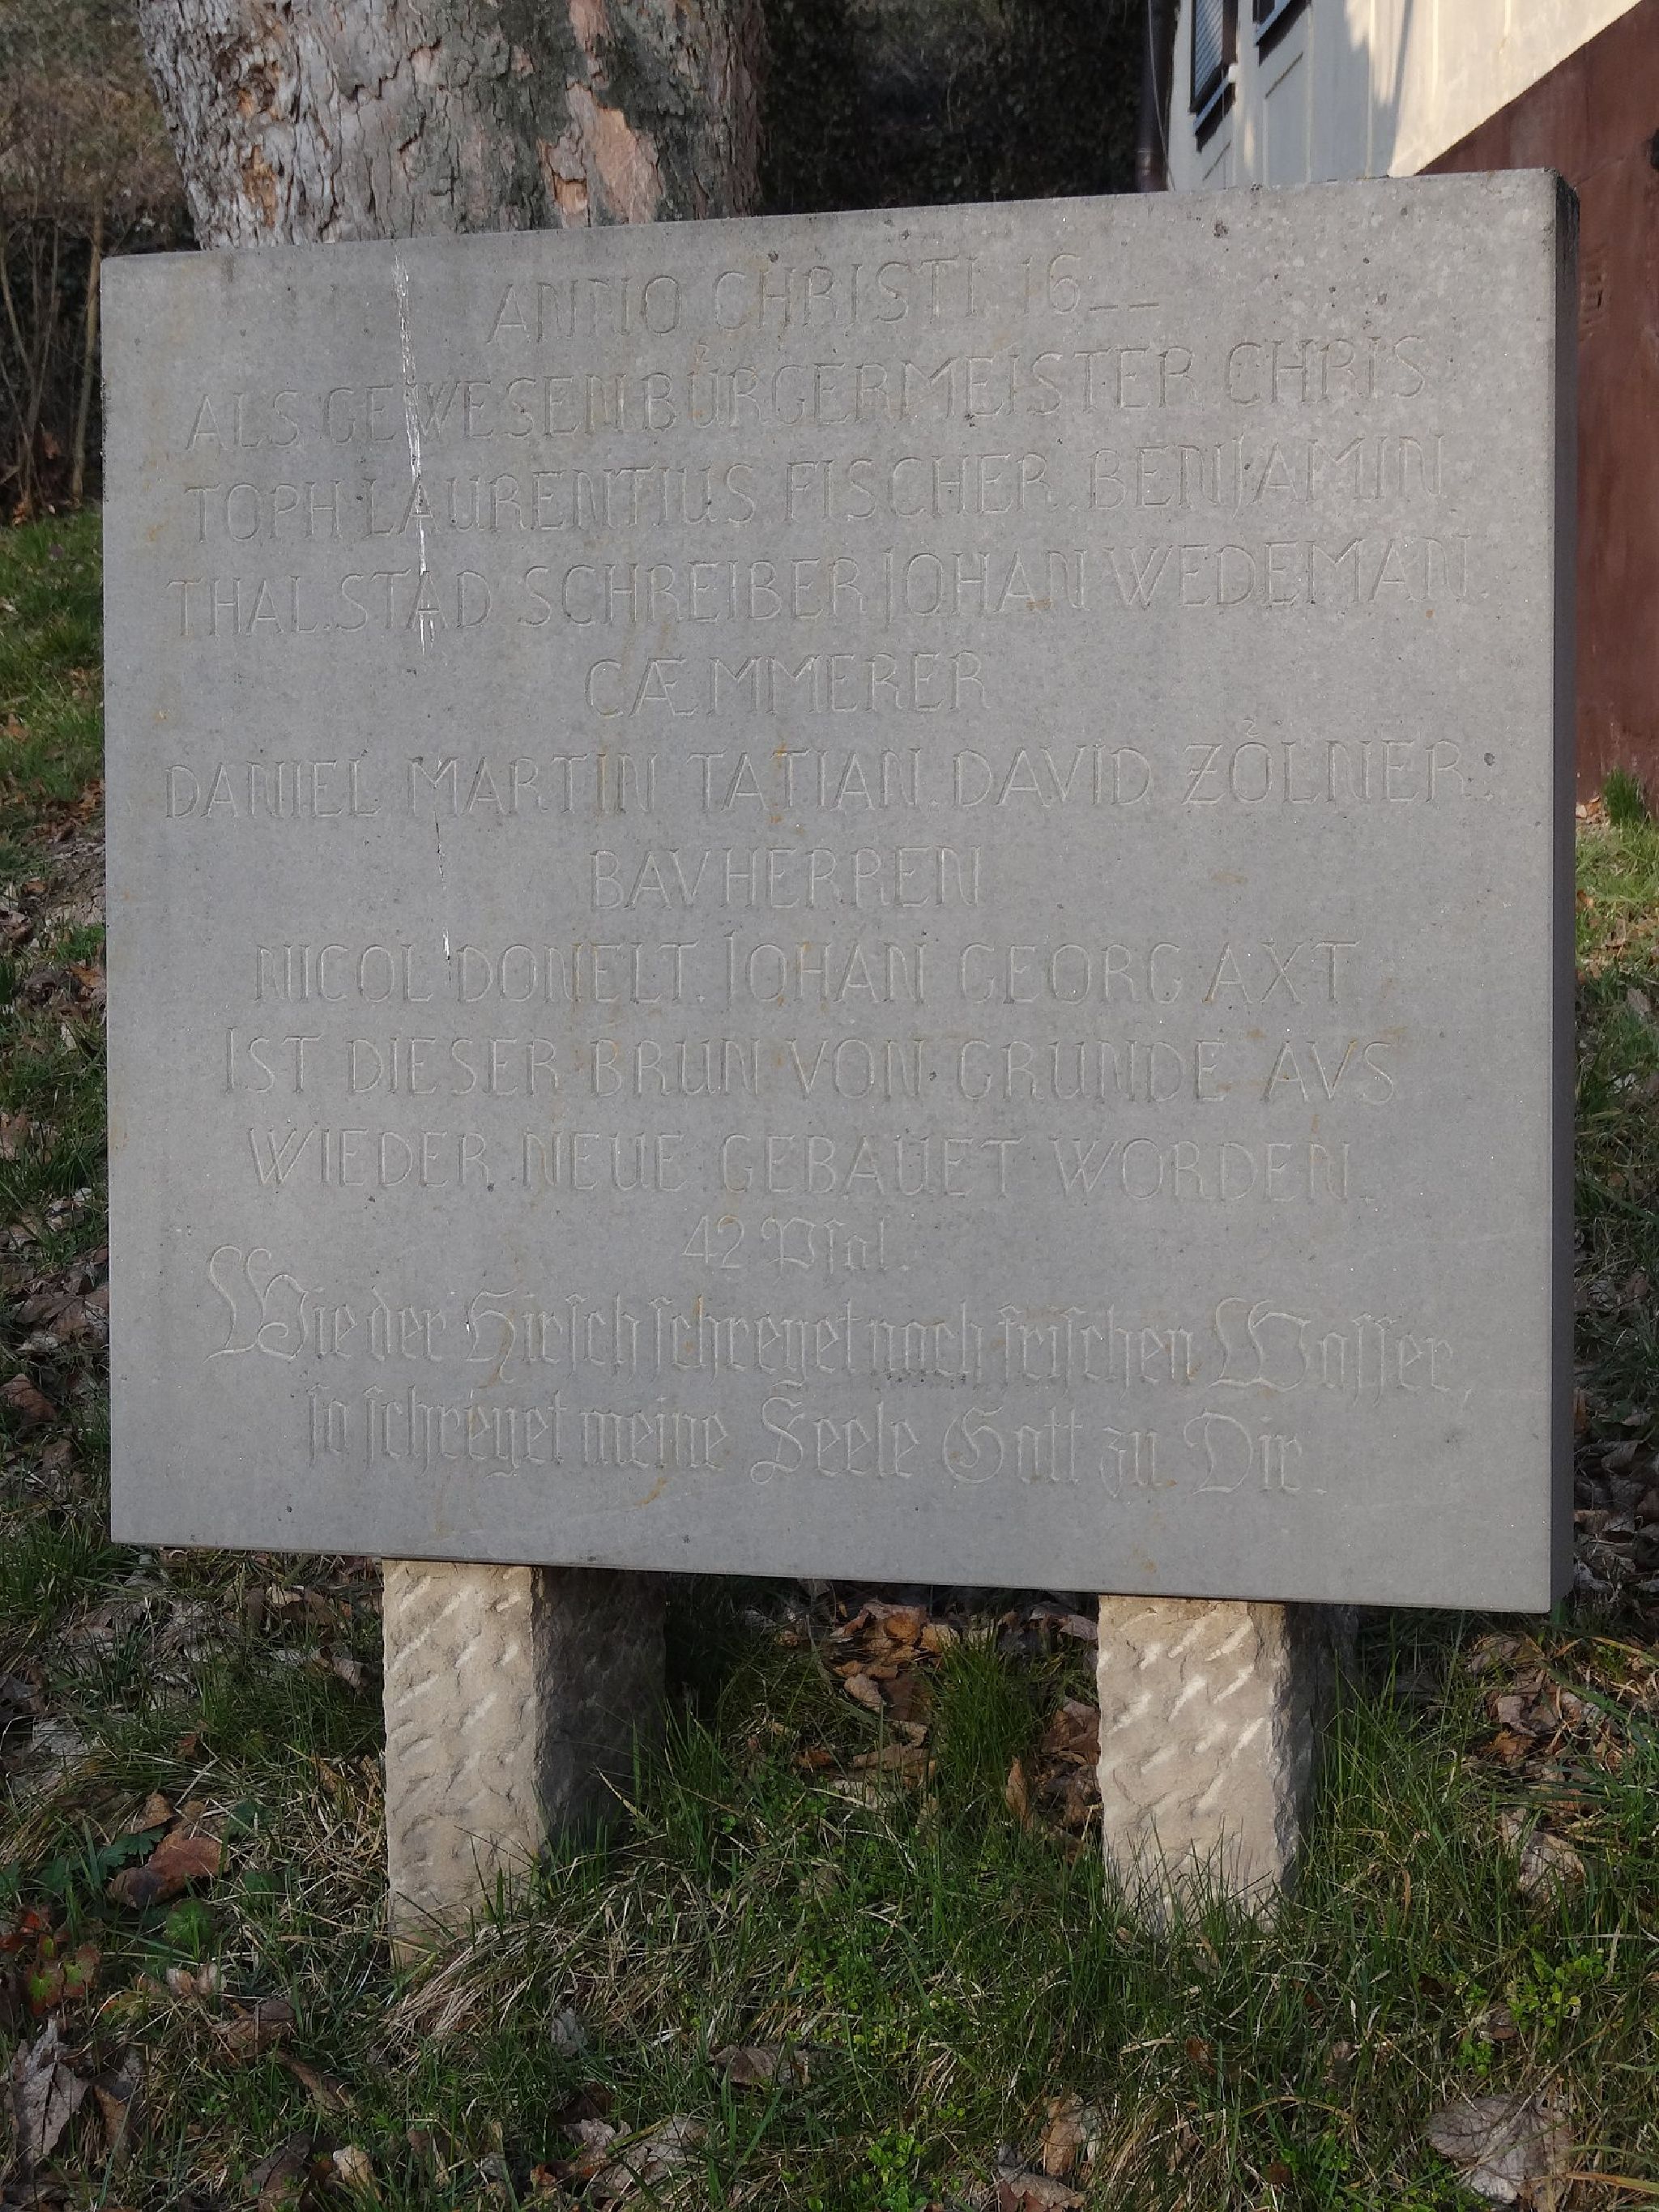 ANNO CHRISTI 16_ _
ALS GEWESEN BÜRGERMEISTER CHRIS
TOPH LAURENTIUS FISCHER. BENJAMIN
THAL. STAD SCHREIBER JOHAN WEDEMAN.
CÆMMERER
DANIEL MARTIN TATIAN. DAVID ZÖLNER.
BAVHERREN
NICOL DONELT. JOHAN GEORG AXT
IST DIESER BRUN VON GRUNDE AVS
WIEDER NEUE GEBAUET WORDEN.
42 Psal.
Wie der Hirsch schreyet nach frischen Wasser,
so schreyet meine Seele Gott zu Dir.